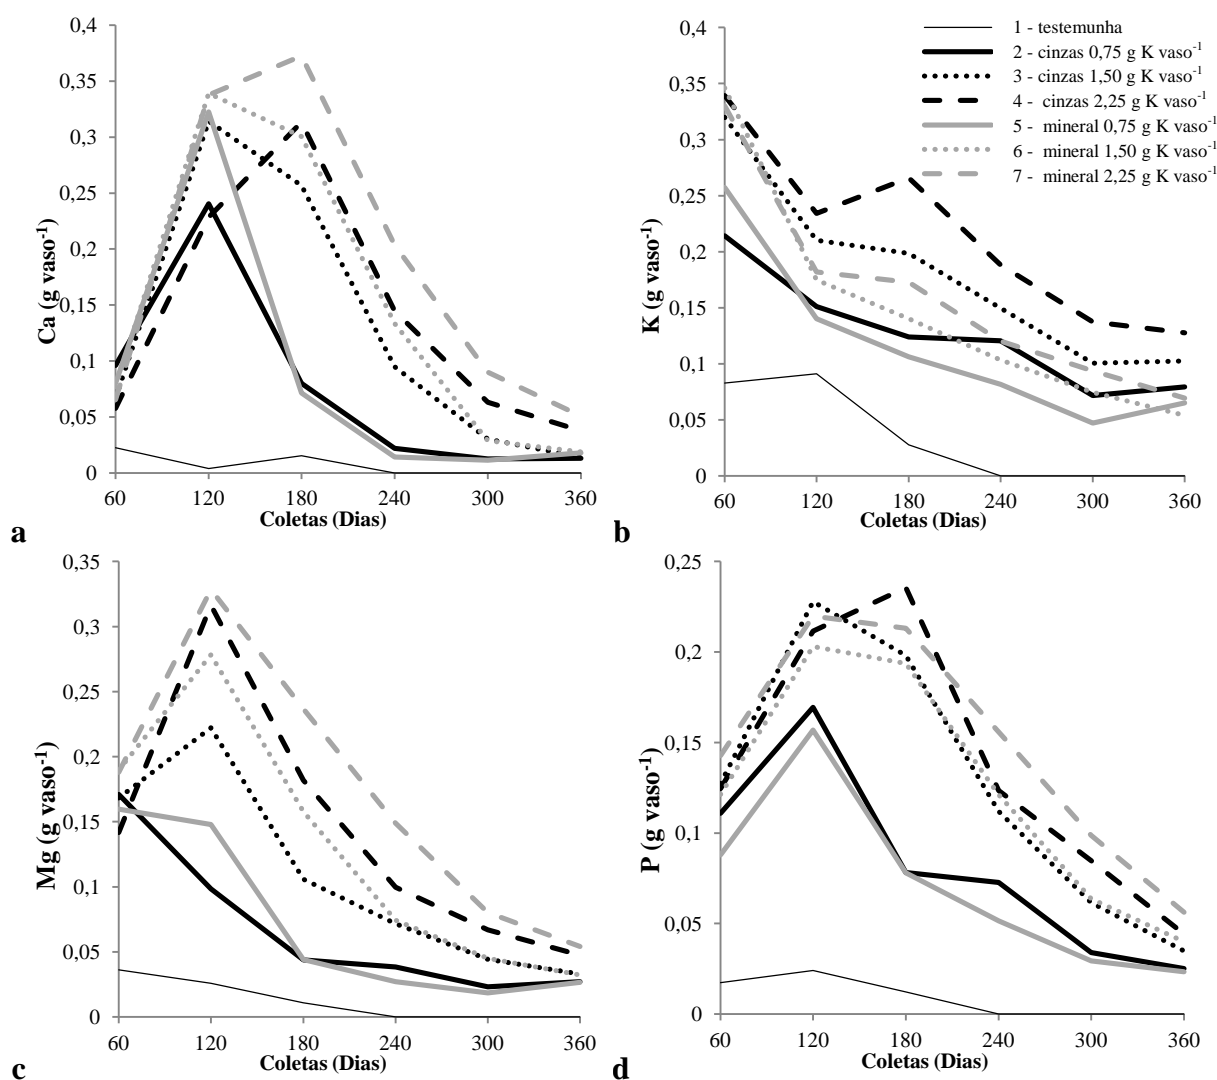 0,4
0,35
0,3
0,25
0,2
0,15
0,1
0,05
0
Ca (g vaso⁻¹)
60 120 180 240 300 360
Coletas (Dias)
a
0,4
0,35
0,3
0,25
0,2
0,15
0,1
0,05
0
K (g vaso⁻¹)
1 - testemunha
2 - cinzas 0,75 g K vaso⁻¹
3 - cinzas 1,50 g K vaso⁻¹
4 - cinzas 2,25 g K vaso⁻¹
5 - mineral 0,75 g K vaso⁻¹
6 - mineral 1,50 g K vaso⁻¹
7 - mineral 2,25 g K vaso⁻¹
60 120 180 240 300 360
Coletas (Dias)
b
0,35
0,3
0,25
0,2
0,15
0,1
0,05
0
Mg (g vaso⁻¹)
60 120 180 240 300 360
Coletas (Dias)
c
0,25
0,2
0,15
0,1
0,05
0
P (g vaso⁻¹)
60 120 180 240 300 360
Coletas (Dias)
d